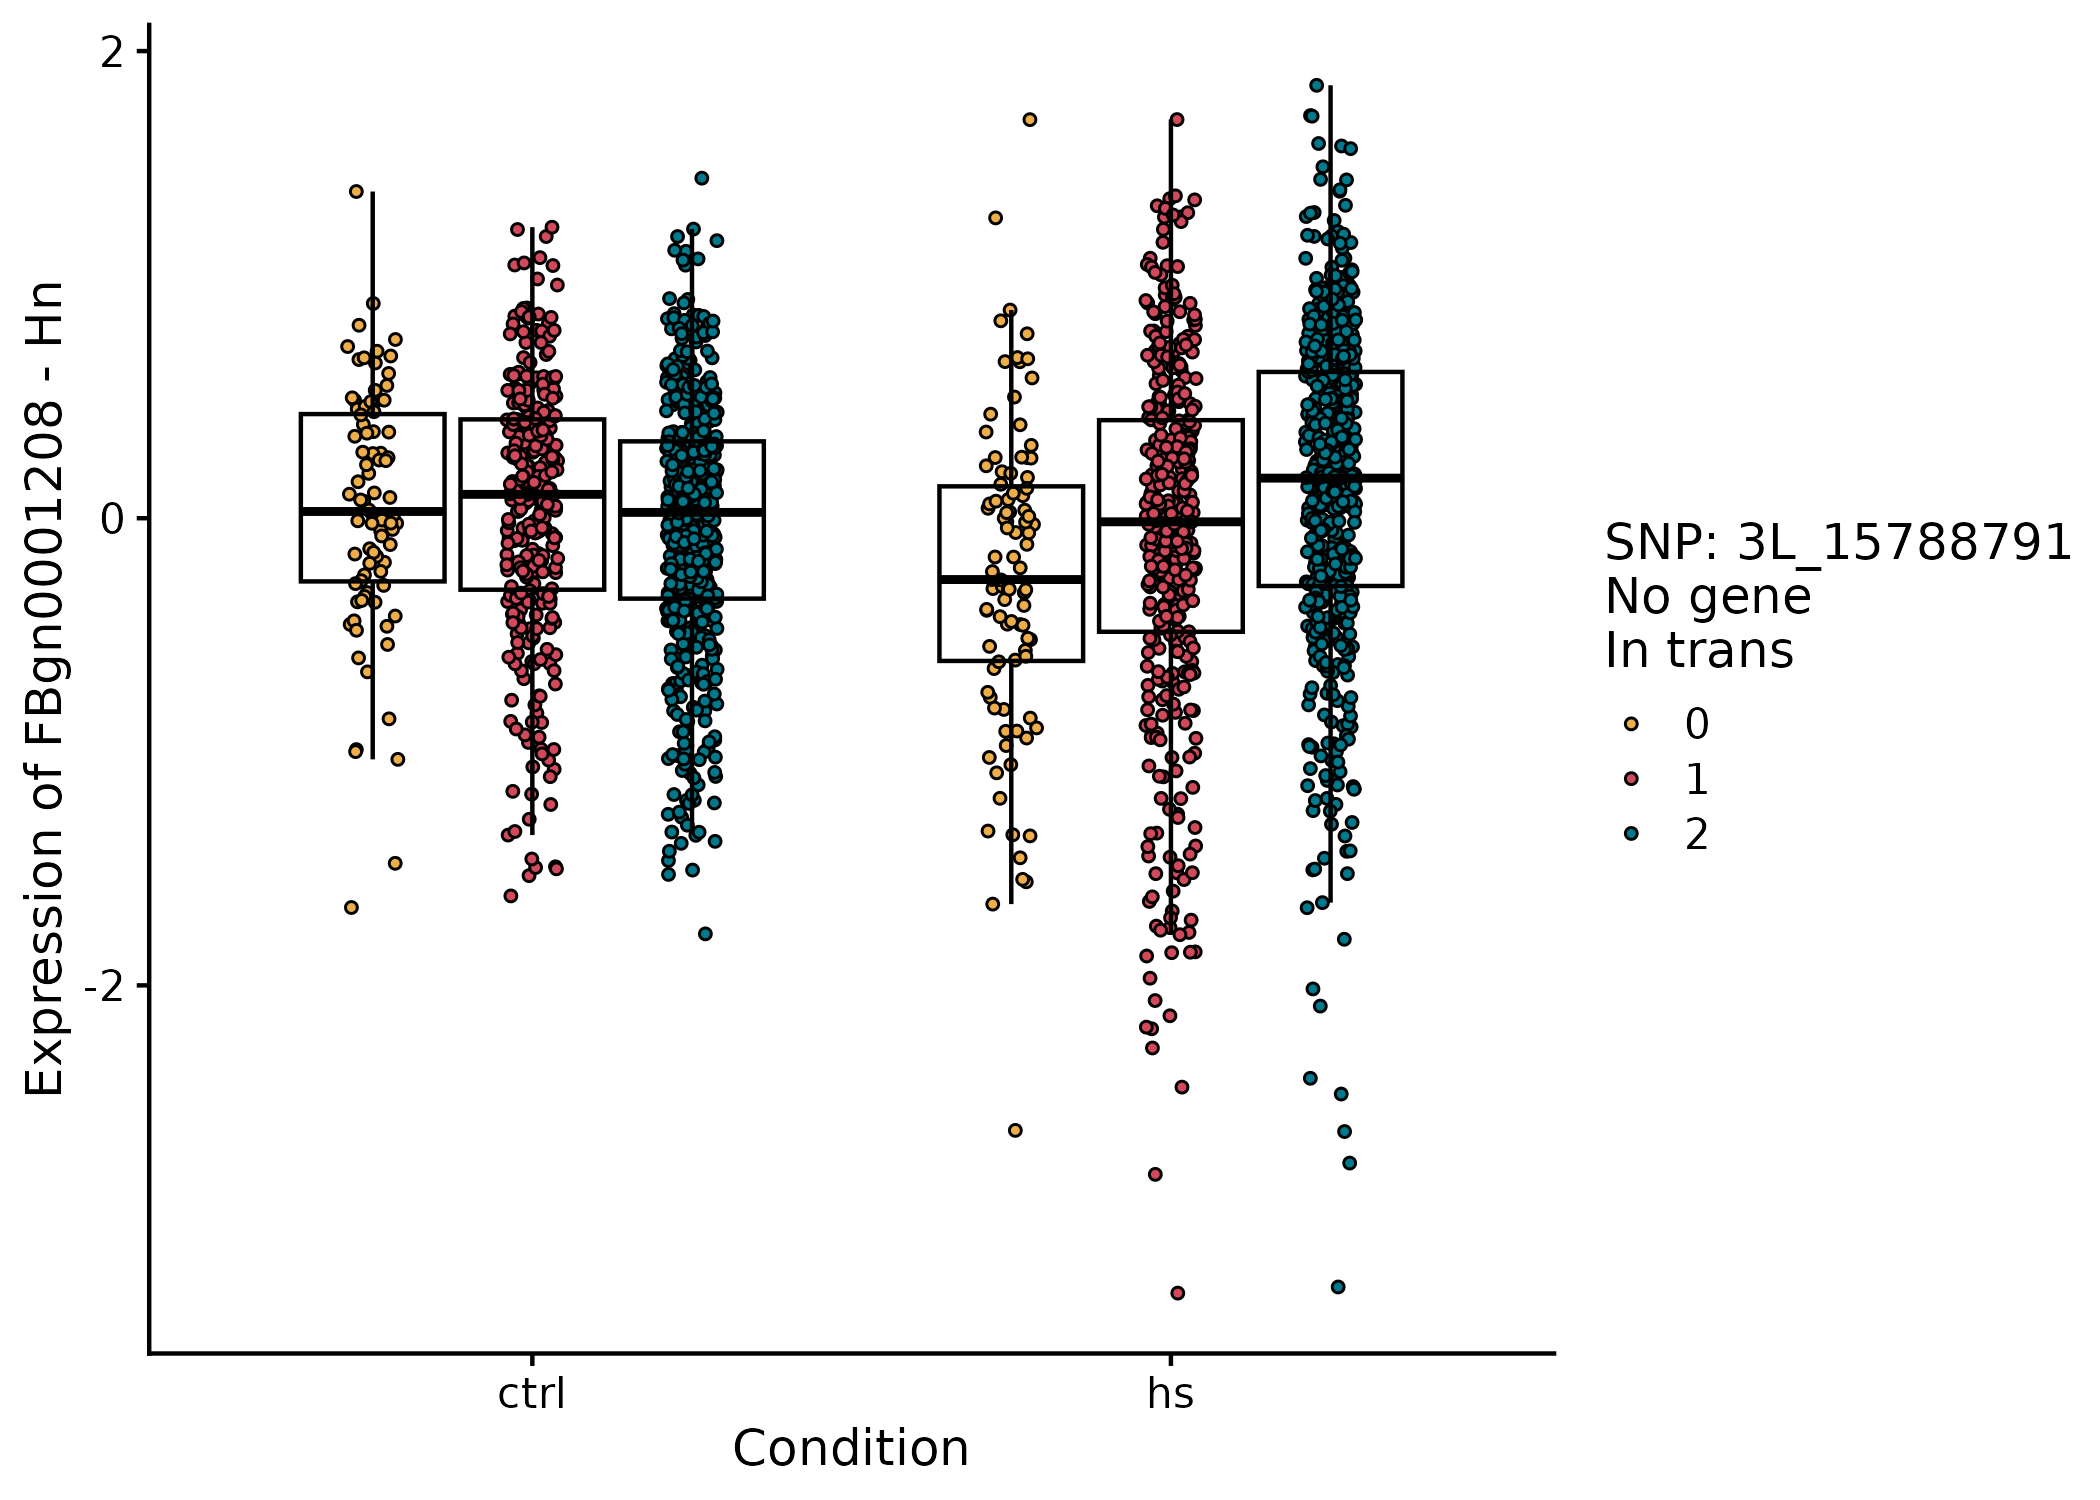 2
0
-2
Expression of FBgn0001208 - Hn
ctrl
hs
Condition
SNP: 3L_15788791
No gene
In trans
0
1
2